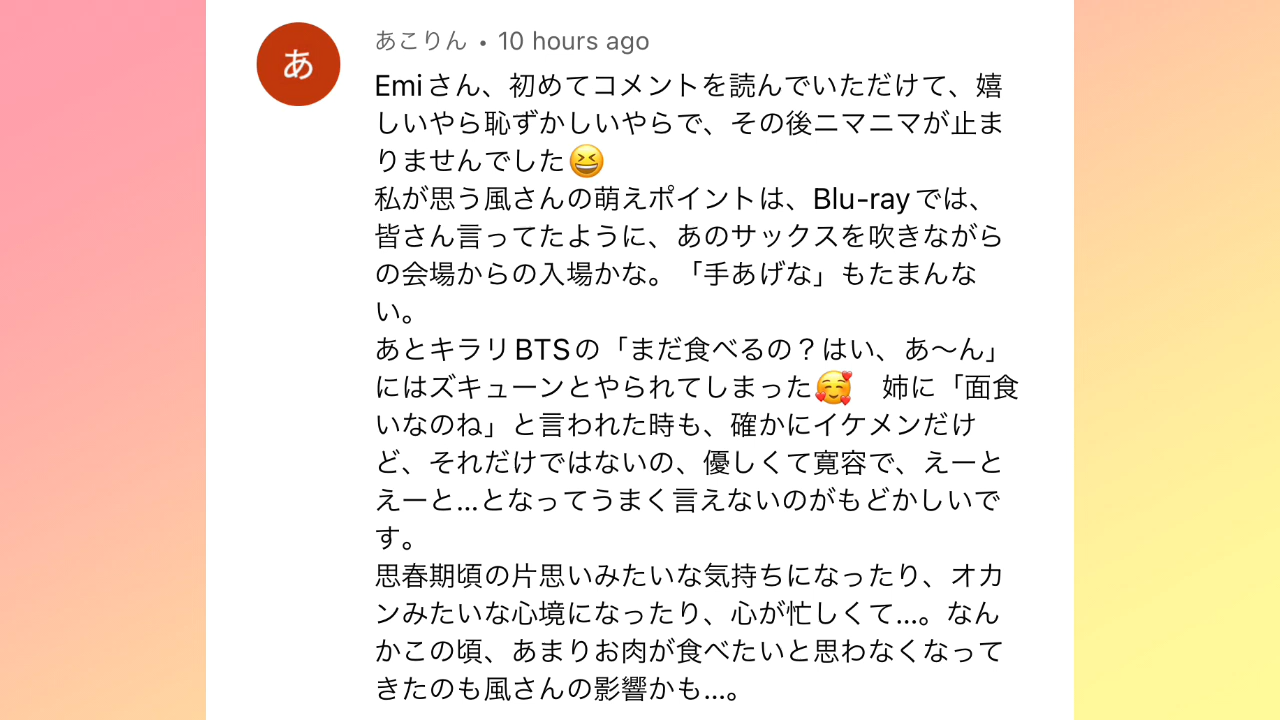 あ
あこりん • 10 hours ago
Emiさん、初めてコメントを読んでいただけて、嬉
しいやら恥ずかしいやらで、その後ニマニマが止ま
りませんでした😆
私が思う風さんの萌えポイントは、Blu-rayでは、
皆さん言ってたように、あのサックスを吹きながら
の会場からの入場かな。「手あげな」もたまんな
い。
あとキラリBTSの「まだ食べるの？はい、あ〜ん」
にはズキューンとやられてしまった🥰　姉に「面食
いなのね」と言われた時も、確かにイケメンだけ
ど、それだけではないの、優しくて寛容で、えーと
えーと…となってうまく言えないのがもどかしいで
す。
思春期頃の片思いみたいな気持ちになったり、オカ
ンみたいな心境になったり、心が忙しくて…。なん
かこの頃、あまりお肉が食べたいと思わなくなって
きたのも風さんの影響かも…。